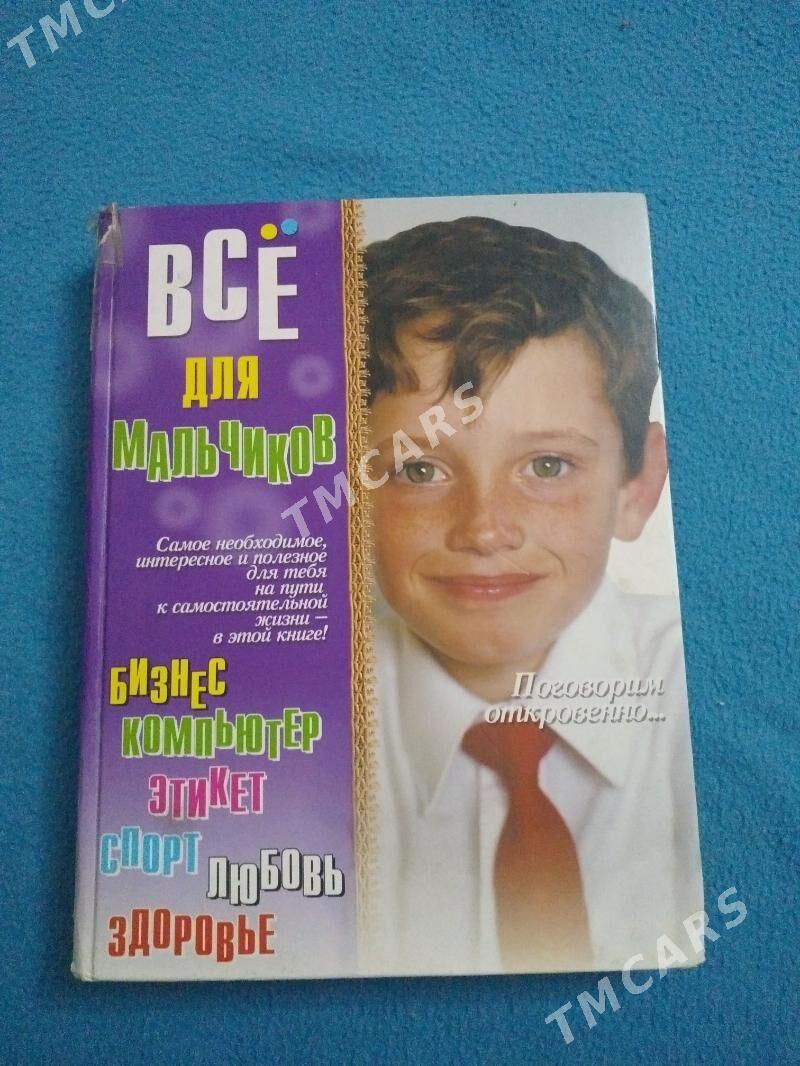 TMCARS
ВСЁ
ДЛЯ
МАЛЬЧИКОВ
TMCARS
Самое необходимое,
интересное и полезное
для тебя
на пути
к самостоятельной
жизни –
в этой книге!
БИЗНЕС
КОМПЬЮТЕР
ЭТИКЕТ
СПОРТ
ЛЮБОВЬ
ЗДОРОВЬЕ
Поговорим
откровенно...
TMCARS